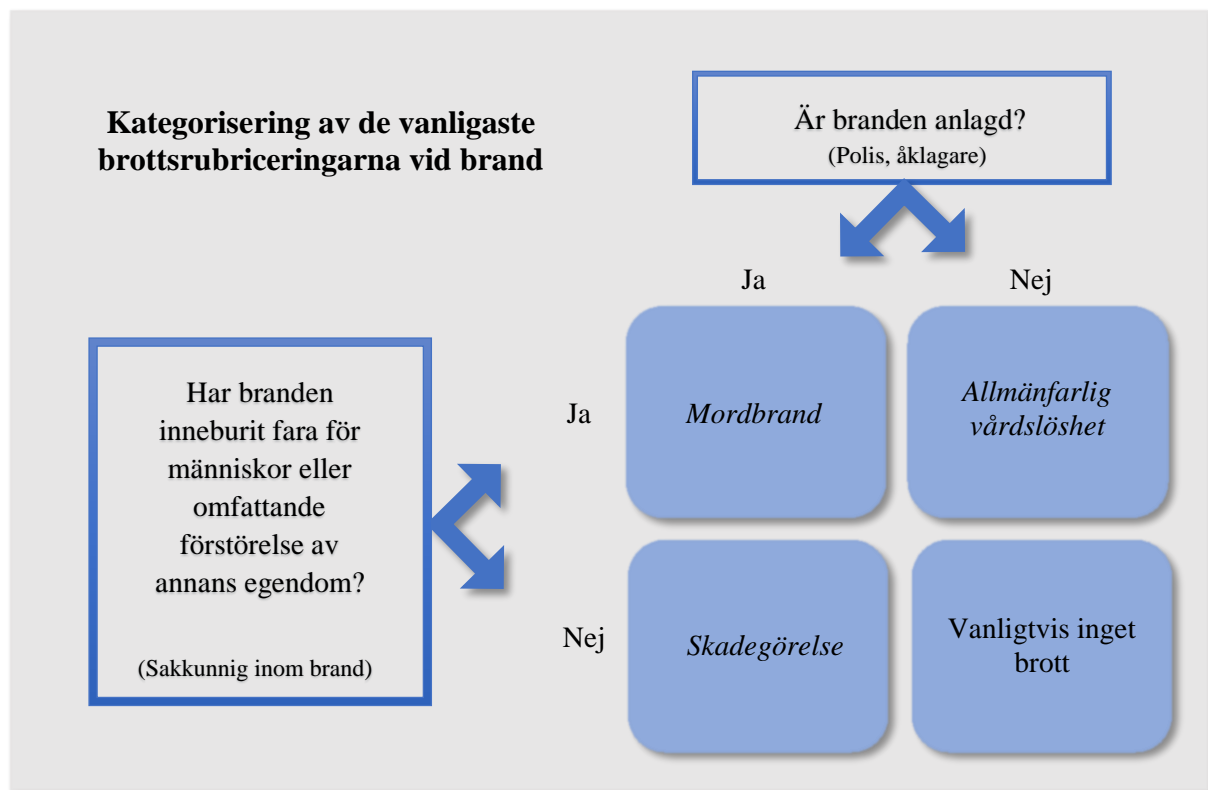 Kategorisering av de vanligaste
brottsrubriceringarna vid brand
Är branden anlagd?
(Polis, åklagare)
Ja
Nej
Har branden
inneburit fara för
människor eller
omfattande
förstörelse av
annans egendom?
(Sakkunnig inom brand)
Ja
Mordbrand
Allmänfarlig
vårdslöshet
Nej
Skadegörelse
Vanligtvis inget
brott